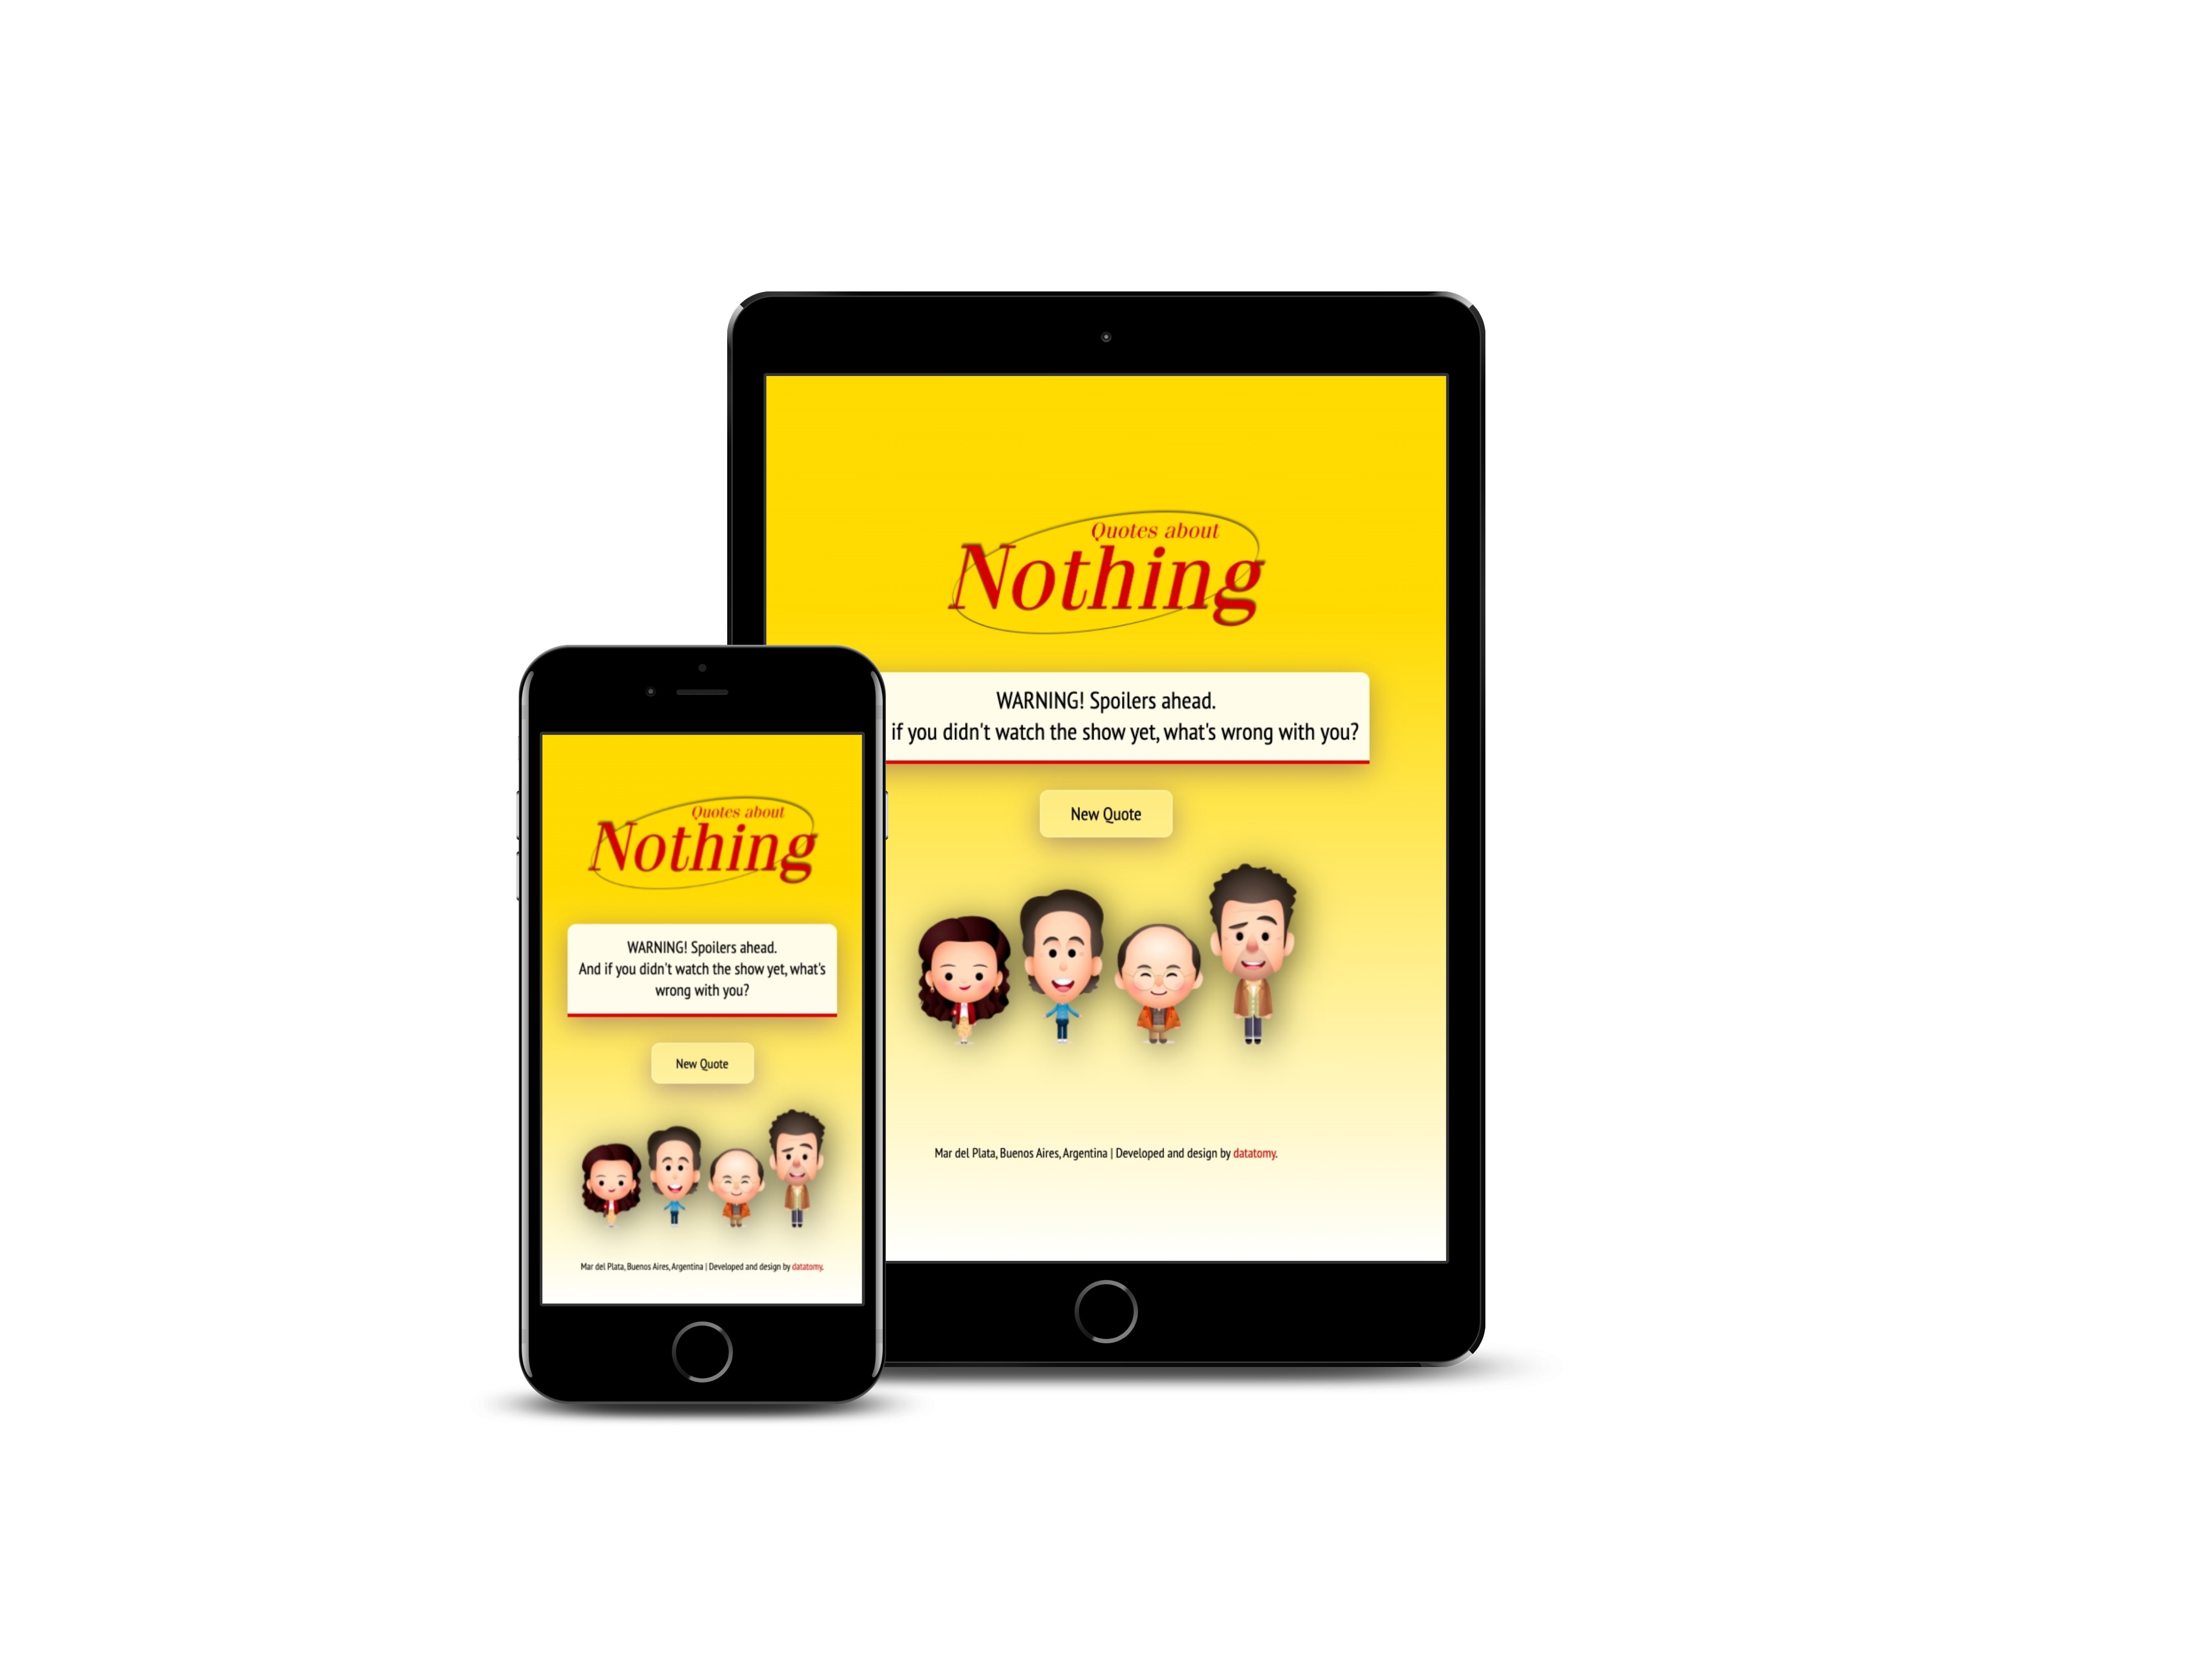 Quotes about
Nothing
WARNING! Spoilers ahead.
if you didn't watch the show yet, what's wrong with you?
New Quote
Mar del Plata, Buenos Aires, Argentina | Developed and design by datatomy.
Quotes about
Nothing
WARNING! Spoilers ahead.
And if you didn't watch the show yet, what's
wrong with you?
New Quote
Mar del Plata, Buenos Aires, Argentina | Developed and design by datatomy.